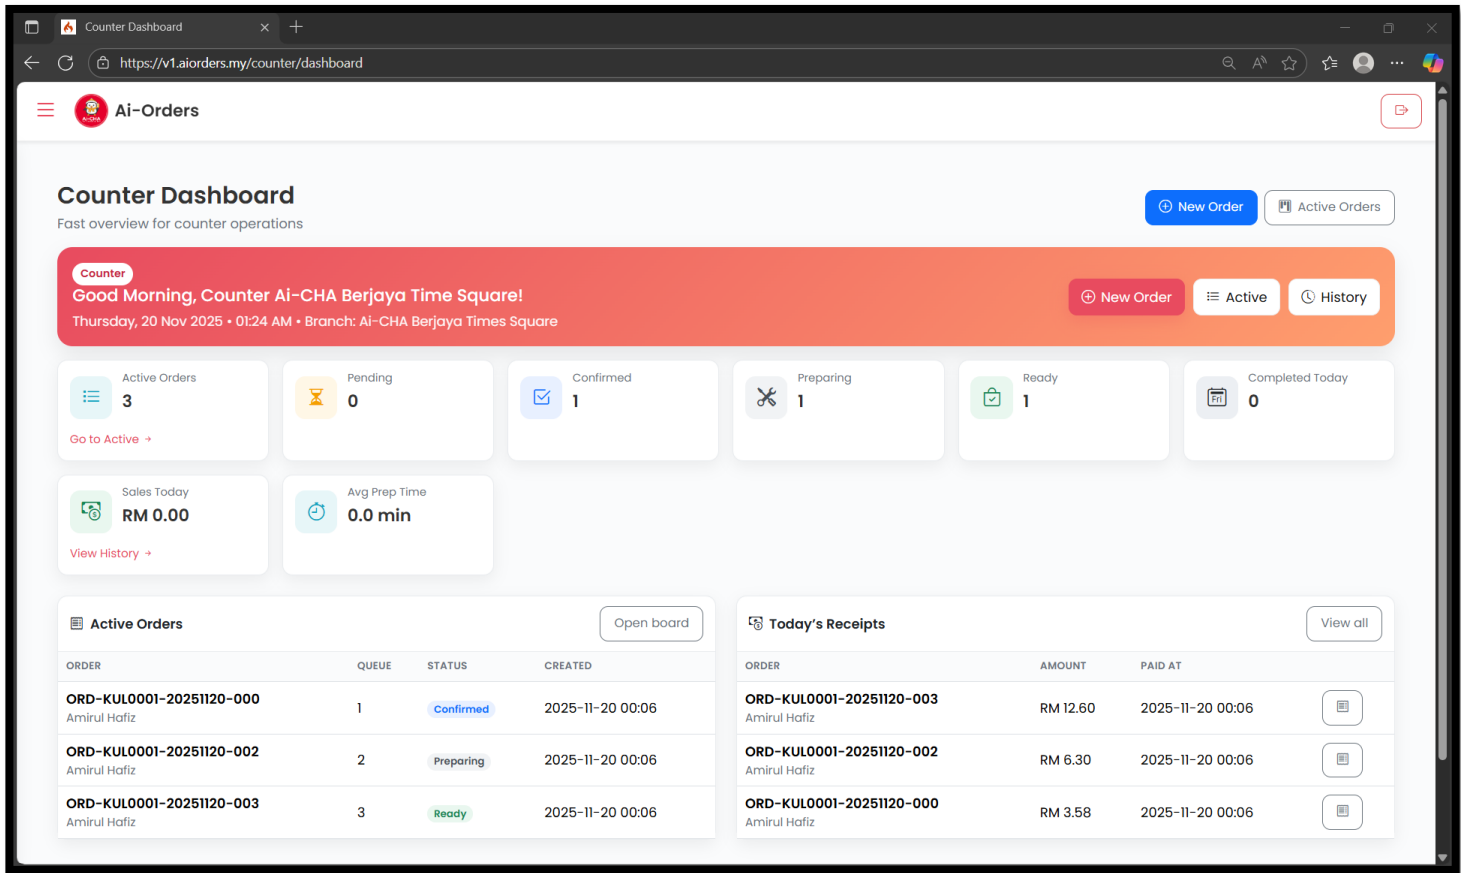 Counter Dashboard
https://v1.aiorders.my/counter/dashboard
Ai-CHA
Ai-Orders
Counter Dashboard
Fast overview for counter operations
New Order
Active Orders
Counter
Good Morning, Counter Ai-CHA Berjaya Time Square!
Thursday, 20 Nov 2025 • 01:24 AM • Branch: Ai-CHA Berjaya Times Square
New Order
Active
History
Active Orders
3
Go to Active →
Pending
0
Confirmed
1
Preparing
1
Ready
1
Fri
Completed Today
0
Sales Today
RM 0.00
View History →
Avg Prep Time
0.0 min
Active Orders
Open board
ORDER QUEUE STATUS CREATED
ORD-KUL0001-20251120-000
Amirul Hafiz
1 Confirmed 2025-11-20 00:06
ORD-KUL0001-20251120-002
Amirul Hafiz
2 Preparing 2025-11-20 00:06
ORD-KUL0001-20251120-003
Amirul Hafiz
3 Ready 2025-11-20 00:06
Today's Receipts
View all
ORDER AMOUNT PAID AT
ORD-KUL0001-20251120-003
Amirul Hafiz
RM 12.60 2025-11-20 00:06
ORD-KUL0001-20251120-002
Amirul Hafiz
RM 6.30 2025-11-20 00:06
ORD-KUL0001-20251120-000
Amirul Hafiz
RM 3.58 2025-11-20 00:06